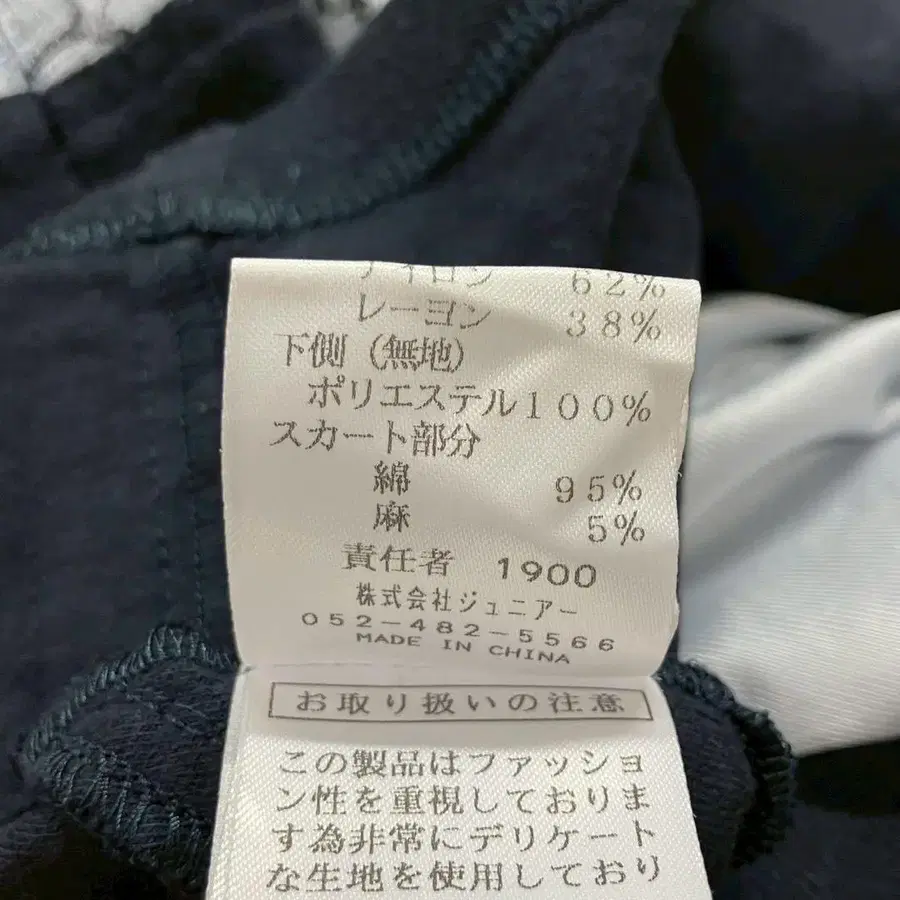 ナイロン 62%
レーヨン 38%
下側 (無地)
ポリエステル100%
スカート部分
綿 95%
麻 5%
責任者 1900
株式会社ジュニアー
052-482-5566
MADE IN CHINA
お取り扱いの注意
この製品はファッショ
ン性を重視しておりま
す為非常にデリケート
な生地を使用しており